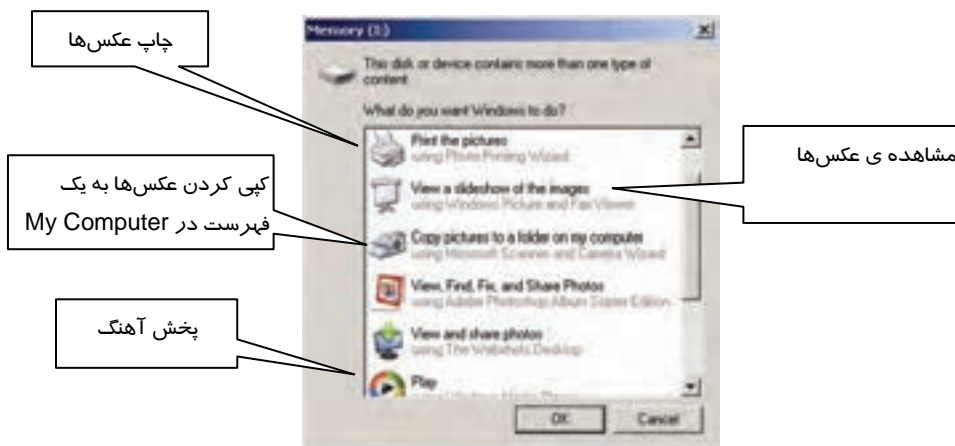 چاپ عکس‌ها
Memory (I:)
This disk or device contains more than one type of
content
What do you want Windows to do?
Print the pictures
using Photo Printing Wizard
مشاهده ی عکس‌ها
View a slideshow of the images
using Windows Picture and Fax Viewer
کپی کردن عکس‌ها به یک
فهرست در My Computer
Copy pictures to a folder on my computer
using Microsoft Scanner and Camera Wizard
View, Find, Fix, and Share Photos
using Adobe Photoshop Album Starter Edition
View and share photos
using The Webshots Desktop
پخش آهنگ
Play
OK
Cancel